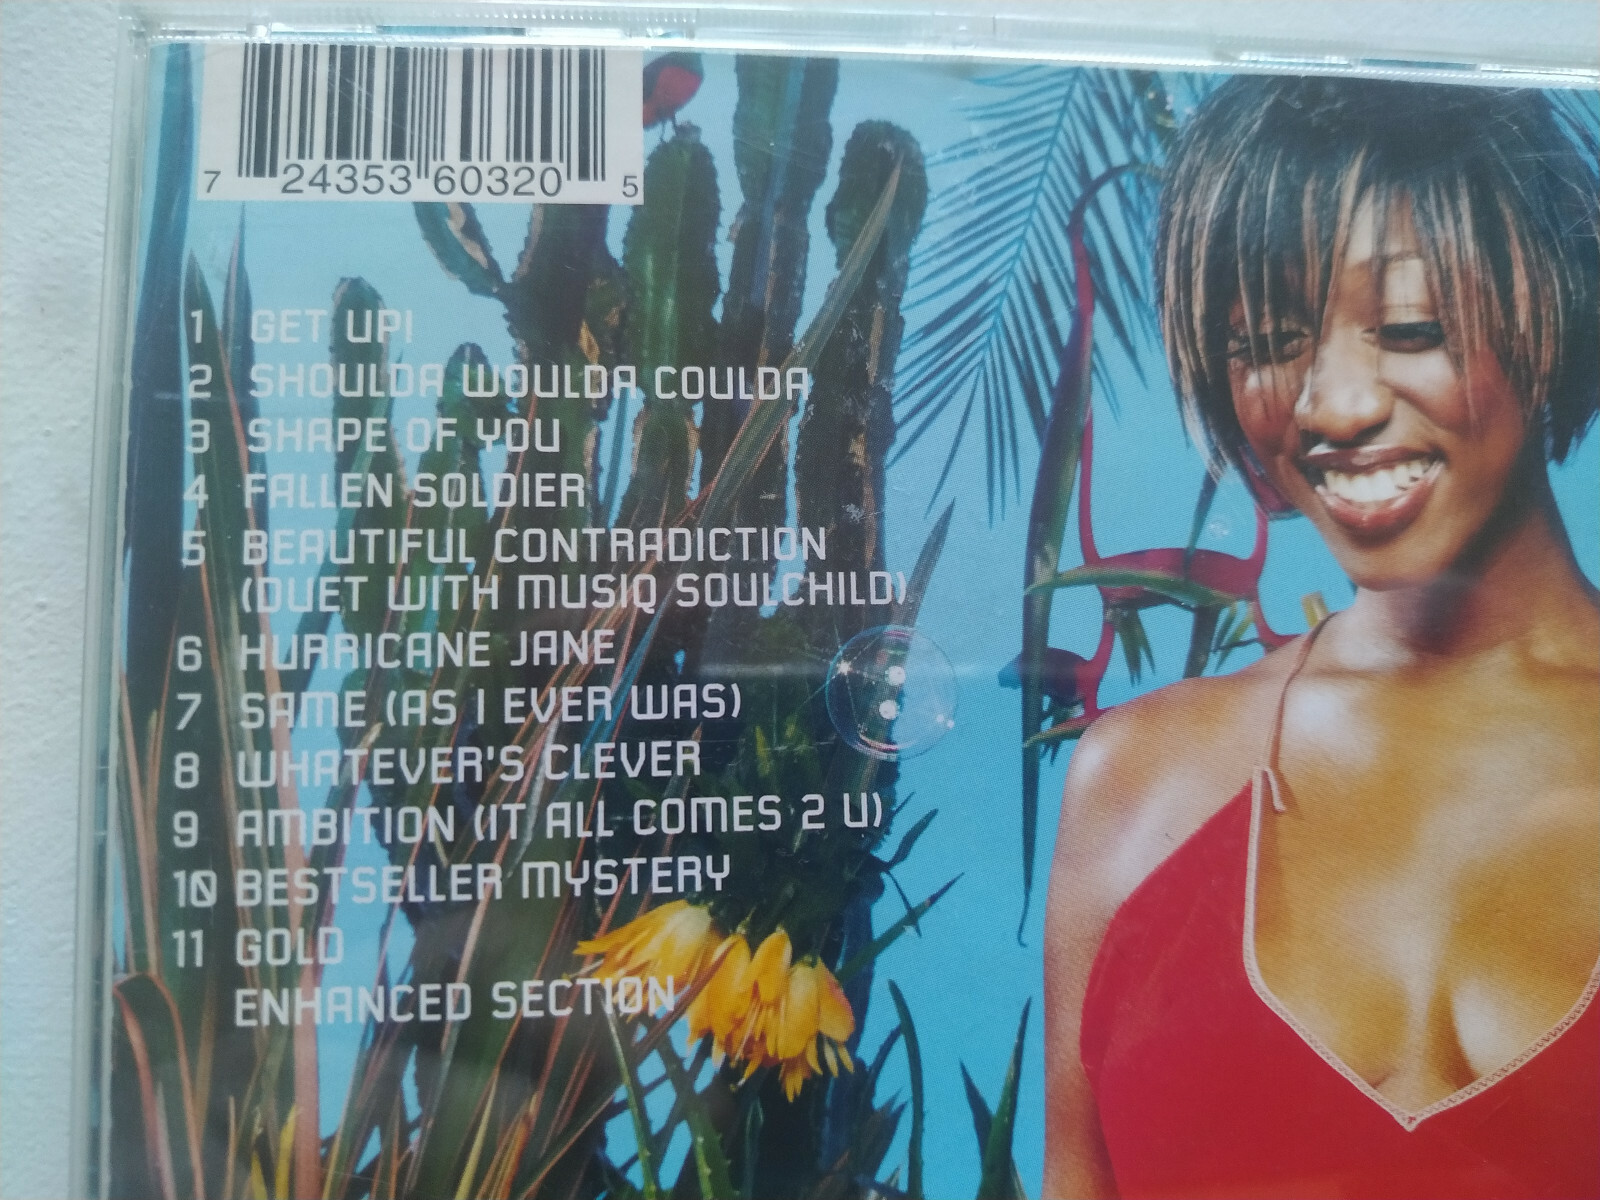 7 24353 60320 5
1 GET UP!
2 SHOULDA WOULDA COULDA
3 SHAPE OF YOU
4 FALLEN SOLDIER
5 BEAUTIFUL CONTRADICTION
(DUET WITH MUSIQ SOULCHILD)
6 HURRICANE JANE
7 SAME (AS I EVER WAS)
8 WHATEVER'S CLEVER
9 AMBITION (IT ALL COMES 2 U)
10 BESTSELLER MYSTERY
11 GOLD
ENHANCED SECTION